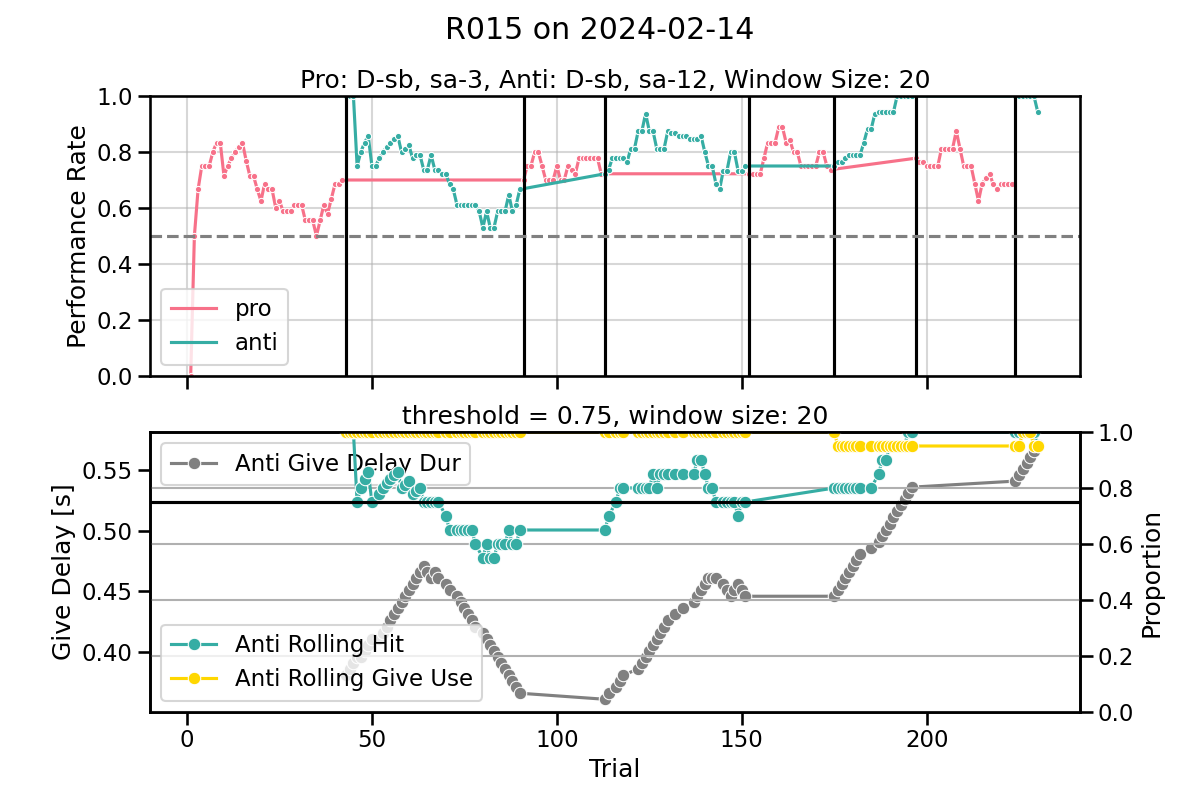 R015 on 2024-02-14
Pro: D-sb, sa-3, Anti: D-sb, sa-12, Window Size: 20
Performance Rate
1.0
0.8
0.6
0.4
0.2
0.0
pro
anti
threshold = 0.75, window size: 20
Give Delay [s]
0.55
0.50
0.45
0.40
Anti Give Delay Dur
Anti Rolling Hit
Anti Rolling Give Use
1.0
0.8
0.6
0.4
0.2
0.0
Proportion
0
50
100
150
200
Trial